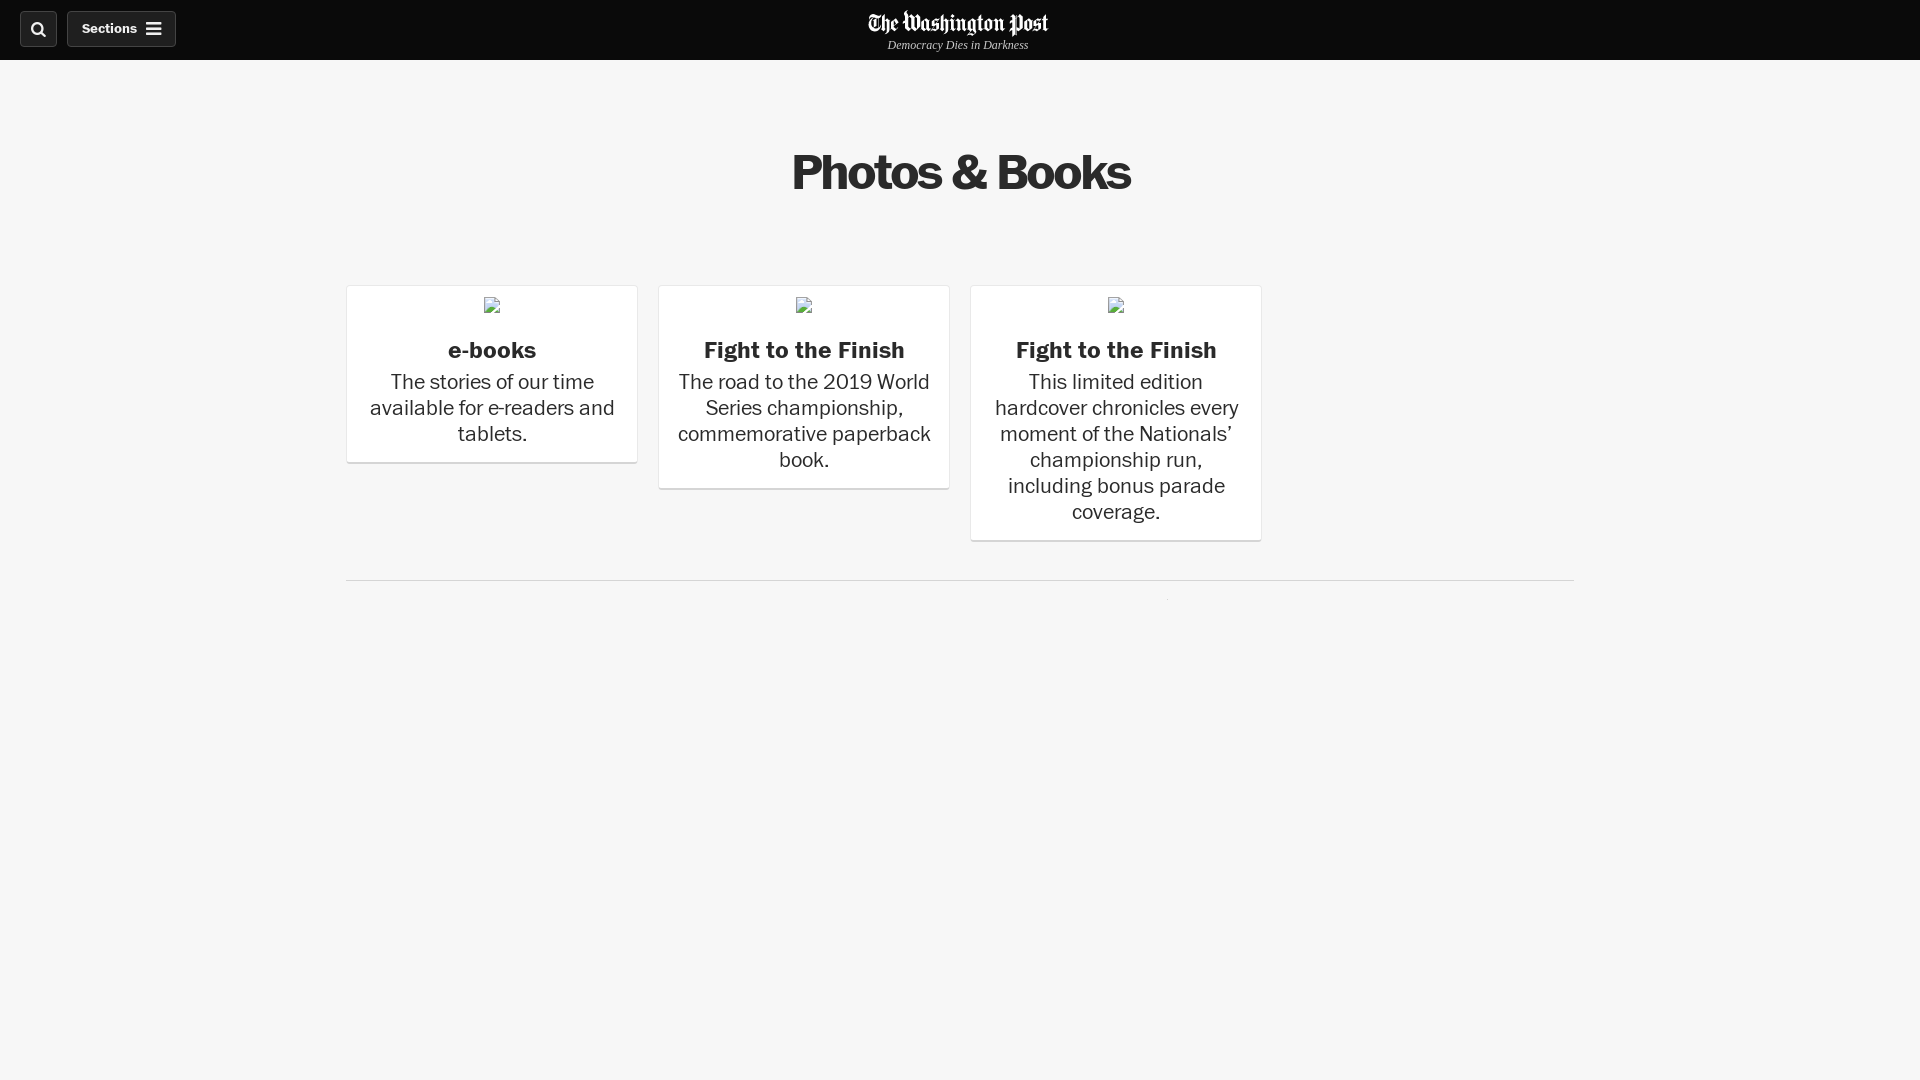 Sections
The Washington Post
Democracy Dies in Darkness
Photos & Books
e-books
The stories of our time
available for e-readers and
tablets.
Fight to the Finish
The road to the 2019 World
Series championship,
commemorative paperback
book.
Fight to the Finish
This limited edition
hardcover chronicles every
moment of the Nationals’
championship run,
including bonus parade
coverage.